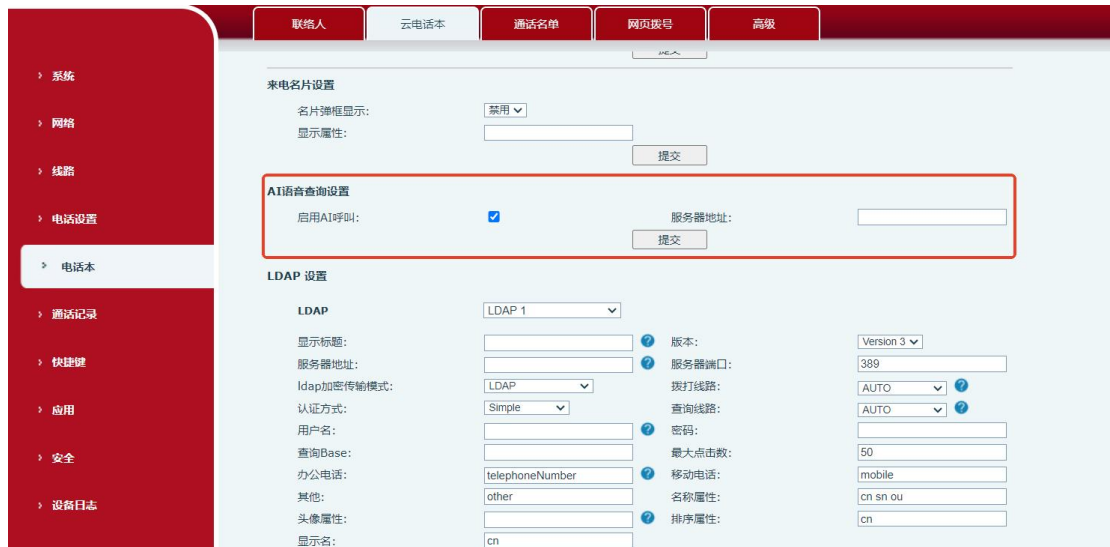 联络人 云电话本 通话名单 网页拨号 高级
提交
系统
网络
线路
电话设置
电话本
通话记录
快捷键
应用
安全
设备日志
来电名片设置
名片弹框显示: 禁用
显示属性:
提交
AI语音查询设置
启用AI呼叫: 服务器地址:
提交
LDAP 设置
LDAP LDAP 1
显示标题: 版本: Version 3
服务器地址: 服务器端口: 389
ldap加密传输模式: LDAP 拨打线路: AUTO
认证方式: Simple 查询线路: AUTO
用户名: 密码:
查询Base: 最大点击数: 50
办公电话: telephoneNumber 移动电话: mobile
其他: other 名称属性: cn sn ou
头像属性: 排序属性: cn
显示名: cn